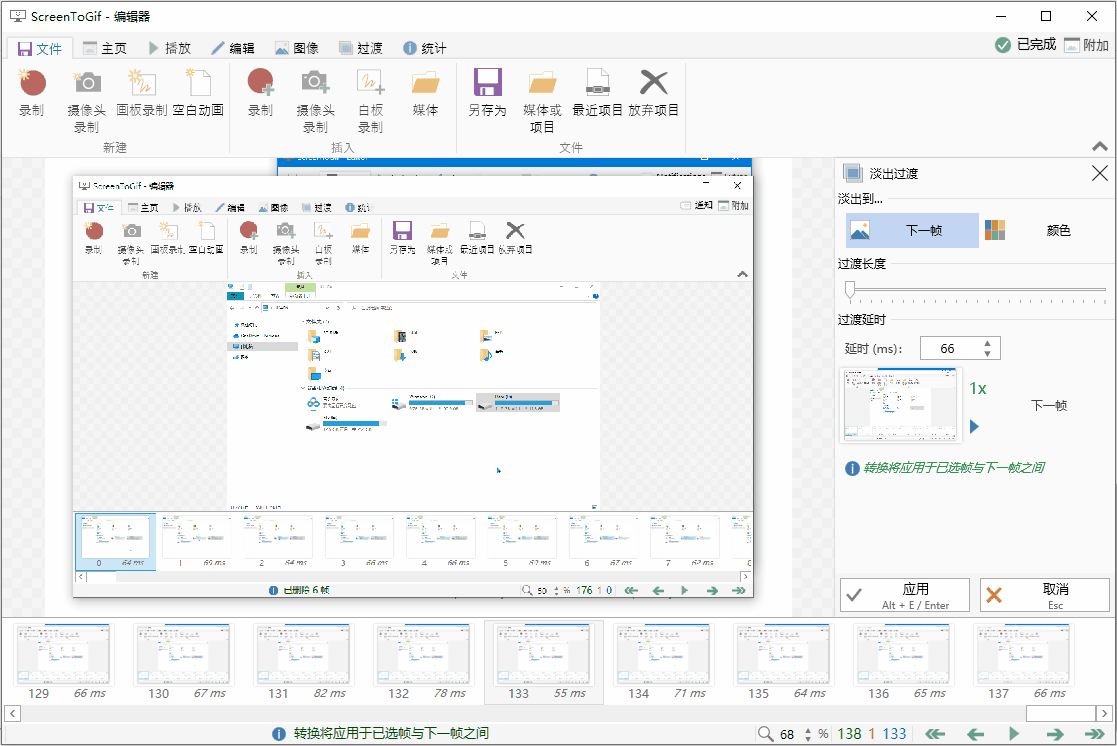 ScreenToGif - 编辑器
文件 主页 播放 编辑 图像 过渡 统计 已完成 附加
录制 摄像头录制 画板录制 空白动画 录制 摄像头录制 白板录制 媒体 另存为 媒体或项目 最近项目 放弃项目
新建 插入 文件
ScreenToGif - 编辑器
文件 主页 播放 编辑 图像 过渡 统计 通知 附加
录制 摄像头录制 画板录制 空白动画 录制 摄像头录制 白板录制 媒体 另存为 媒体或项目 最近项目 放弃项目
新建 插入 文件
0 64 ms 1 69 ms 2 64 ms 3 66 ms 4 66 ms 5 63 ms 6 67 ms 7 62 ms 8
已删除 6 帧 50 % 176 1 0
淡出过渡
淡出到...
下一帧 颜色
过渡长度
过渡延时
延时 (ms): 66
1x
下一帧
转换将应用于已选帧与下一帧之间
应用 取消
Alt + E / Enter Esc
129 66 ms 130 67 ms 131 82 ms 132 78 ms 133 55 ms 134 71 ms 135 64 ms 136 65 ms 137 66 ms
转换将应用于已选帧与下一帧之间 68 % 138 1 133